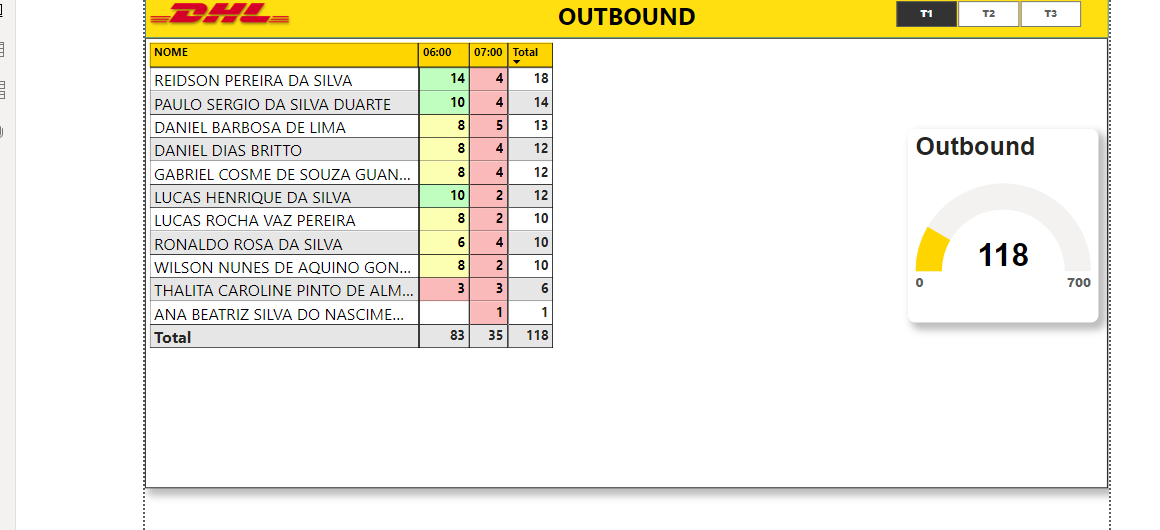 DHL OUTBOUND T1 T2 T3
NOME 06:00 07:00 Total
REIDSON PEREIRA DA SILVA 14 4 18
PAULO SERGIO DA SILVA DUARTE 10 4 14
DANIEL BARBOSA DE LIMA 8 5 13
DANIEL DIAS BRITTO 8 4 12
GABRIEL COSME DE SOUZA GUAN... 8 4 12
LUCAS HENRIQUE DA SILVA 10 2 12
LUCAS ROCHA VAZ PEREIRA 8 2 10
RONALDO ROSA DA SILVA 6 4 10
WILSON NUNES DE AQUINO GON... 8 2 10
THALITA CAROLINE PINTO DE ALM... 3 3 6
ANA BEATRIZ SILVA DO NASCIME... 1 1
Total 83 35 118
Outbound
118
0 700